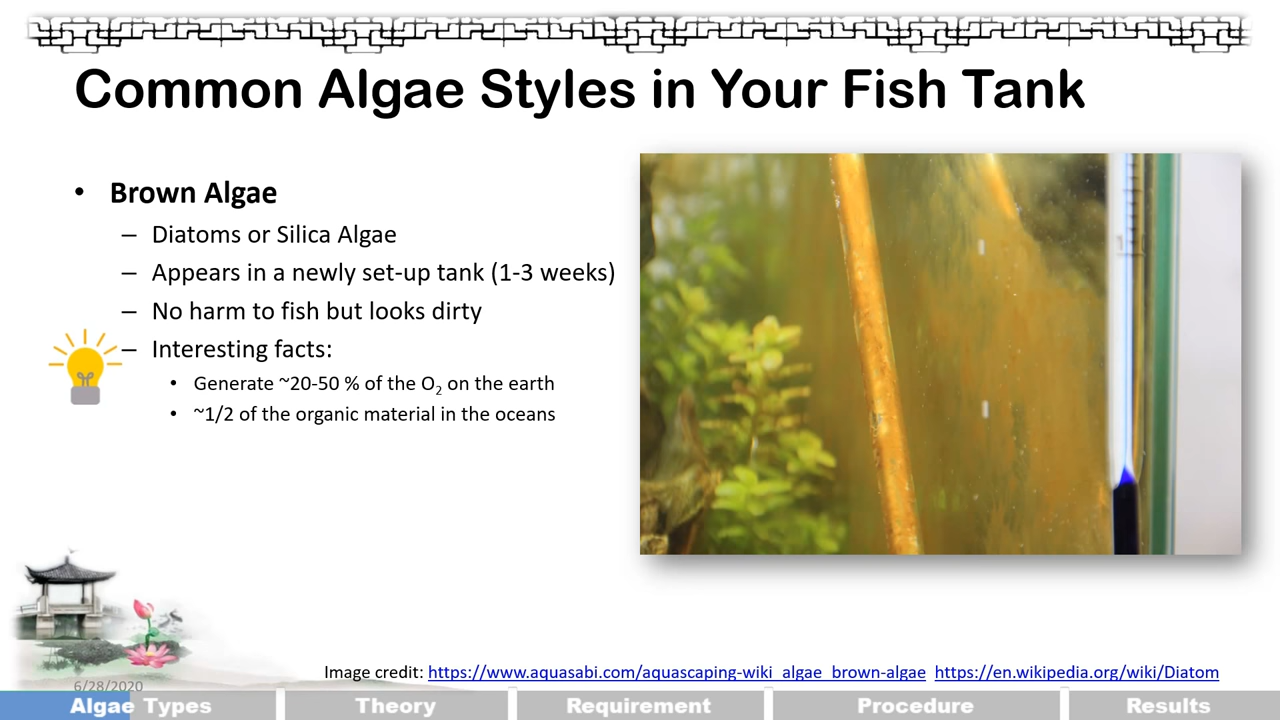 Common Algae Styles in Your Fish Tank
• Brown Algae
– Diatoms or Silica Algae
– Appears in a newly set-up tank (1-3 weeks)
– No harm to fish but looks dirty
– Interesting facts:
• Generate ~20-50 % of the O₂ on the earth
• ~1/2 of the organic material in the oceans
Image credit: https://www.aquasabi.com/aquascaping-wiki_algae_brown-algae https://en.wikipedia.org/wiki/Diatom
6/28/2020
Algae Types Theory Requirement Procedure Results